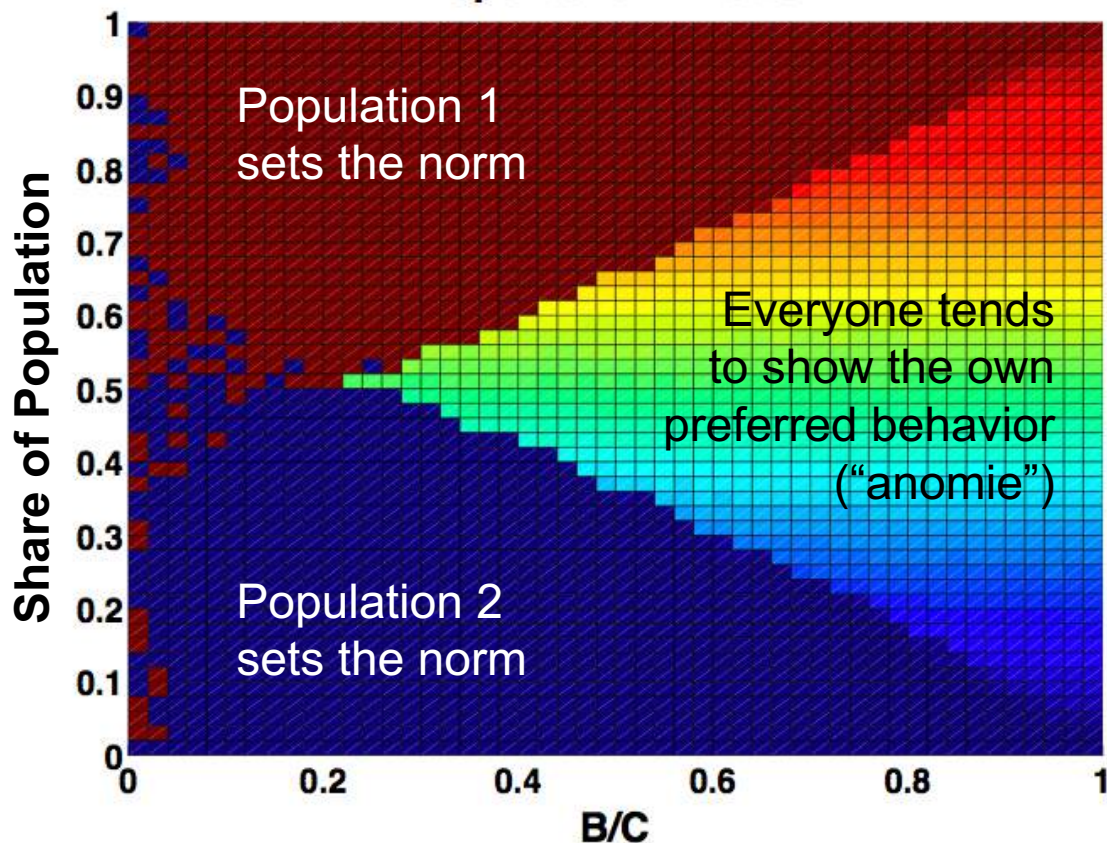 1
0.9
0.8
0.7
0.6
0.5
0.4
0.3
0.2
0.1
0
Share of Population
Population 1
sets the norm
Everyone tends
to show the own
preferred behavior
(“anomie”)
Population 2
sets the norm
0
0.2
0.4
0.6
0.8
1
B/C